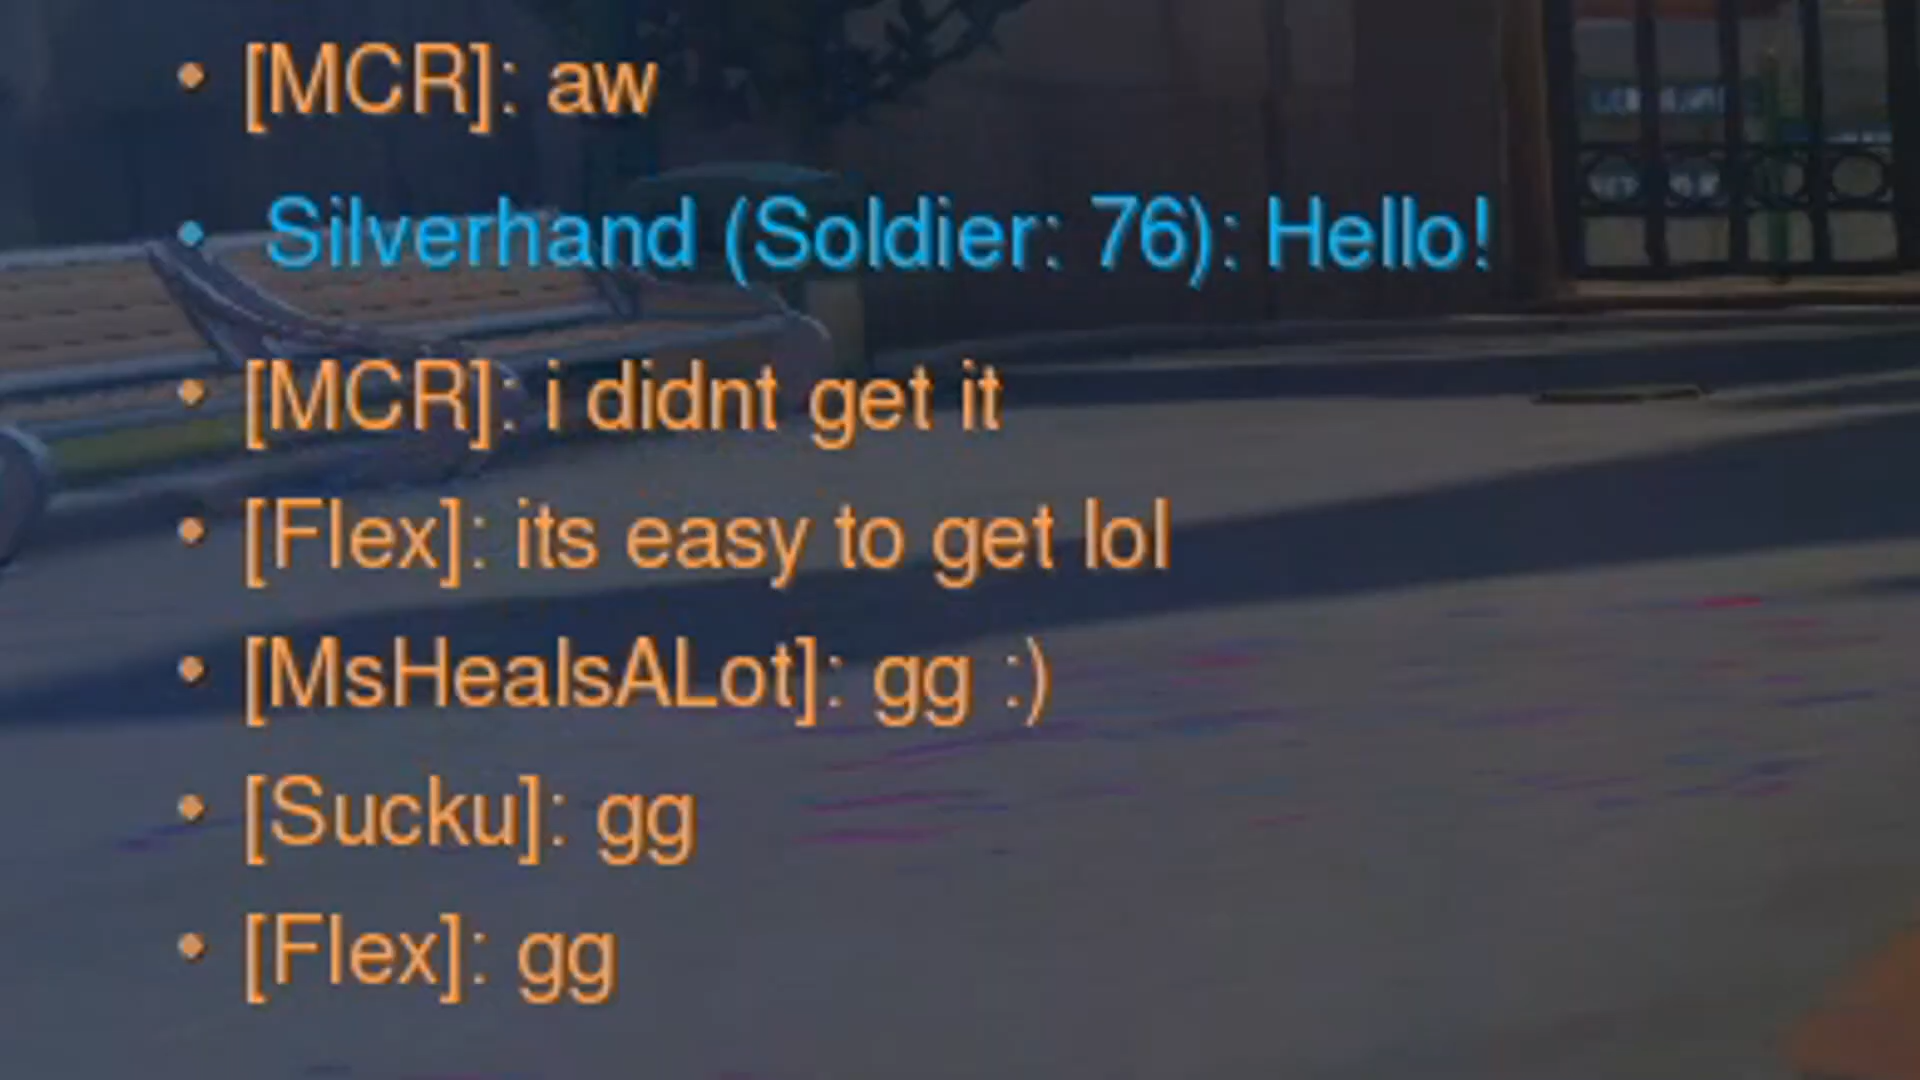 • [MCR]: aw
• Silverhand (Soldier: 76): Hello!
• [MCR]: i didnt get it
• [Flex]: its easy to get lol
• [MsHealsALot]: gg :)
• [Sucku]: gg
• [Flex]: gg